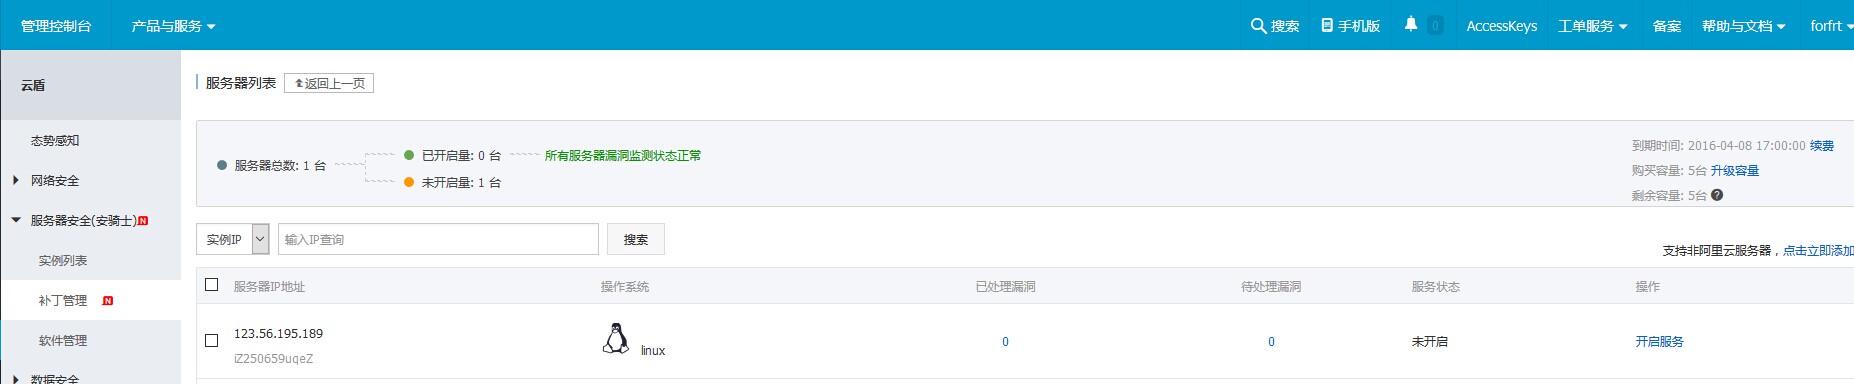 管理控制台 产品与服务 搜索 手机版 0 AccessKeys 工单服务 备案 帮助与文档 forfrt
云盾
态势感知
网络安全
服务器安全(安骑士) N
实例列表
补丁管理 N
软件管理
数据安全
服务器列表 返回上一页
服务器总数: 1 台
已开启量: 0 台 所有服务器漏洞监测状态正常
未开启量: 1 台
到期时间: 2016-04-08 17:00:00 续费
购买容量: 5台 升级容量
剩余容量: 5台 ?
实例IP 输入IP查询 搜索
支持非阿里云服务器，点击立即添加
服务器IP地址 操作系统 已处理漏洞 待处理漏洞 服务状态 操作
123.56.195.189 linux 0 0 未开启 开启服务
iZ250659uqeZ